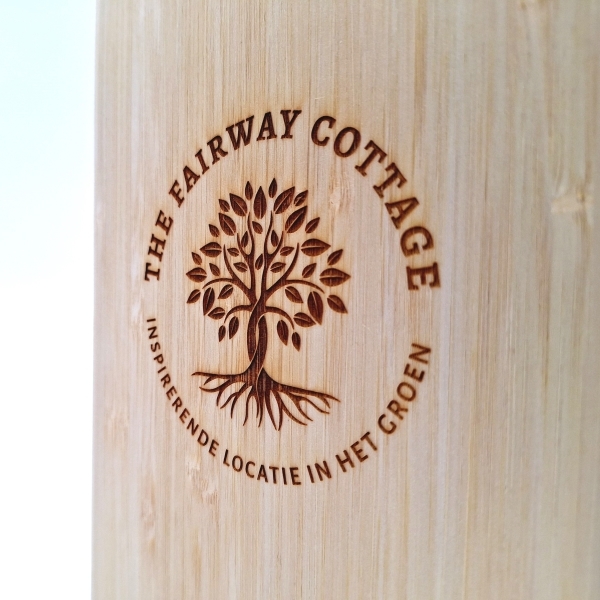 THE FAIRWAY COTTAGE
INSPIRERENDE LOCATIE IN HET GROEN